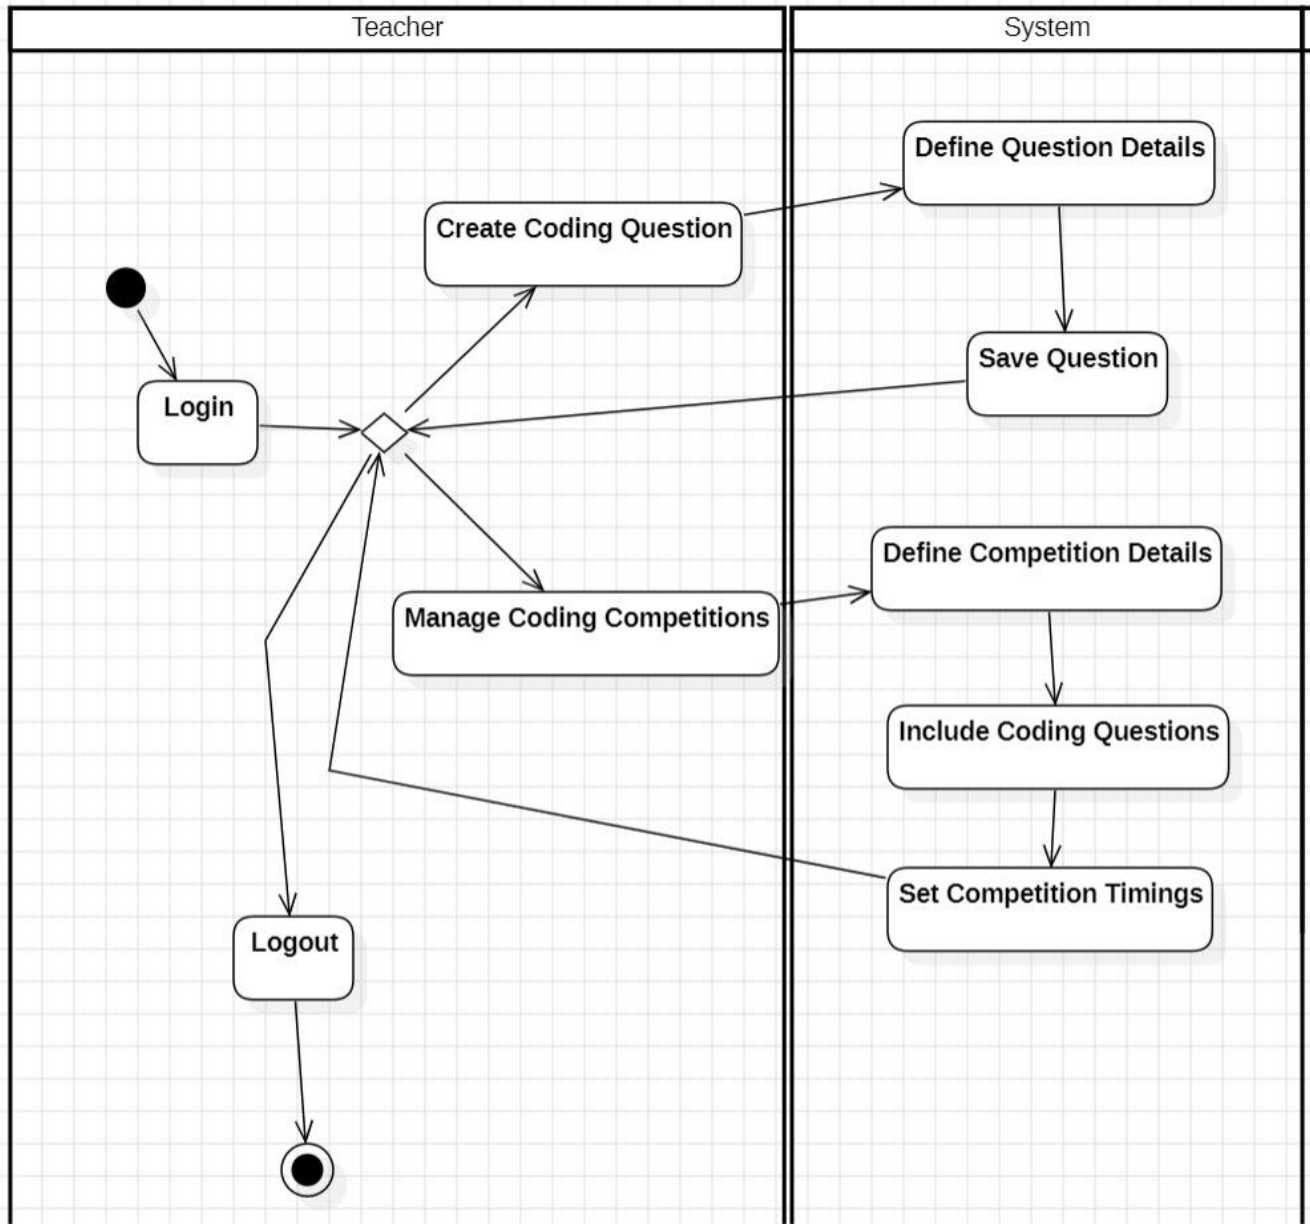 Teacher
System
Define Question Details
Create Coding Question
Save Question
Login
Define Competition Details
Manage Coding Competitions
Include Coding Questions
Set Competition Timings
Logout